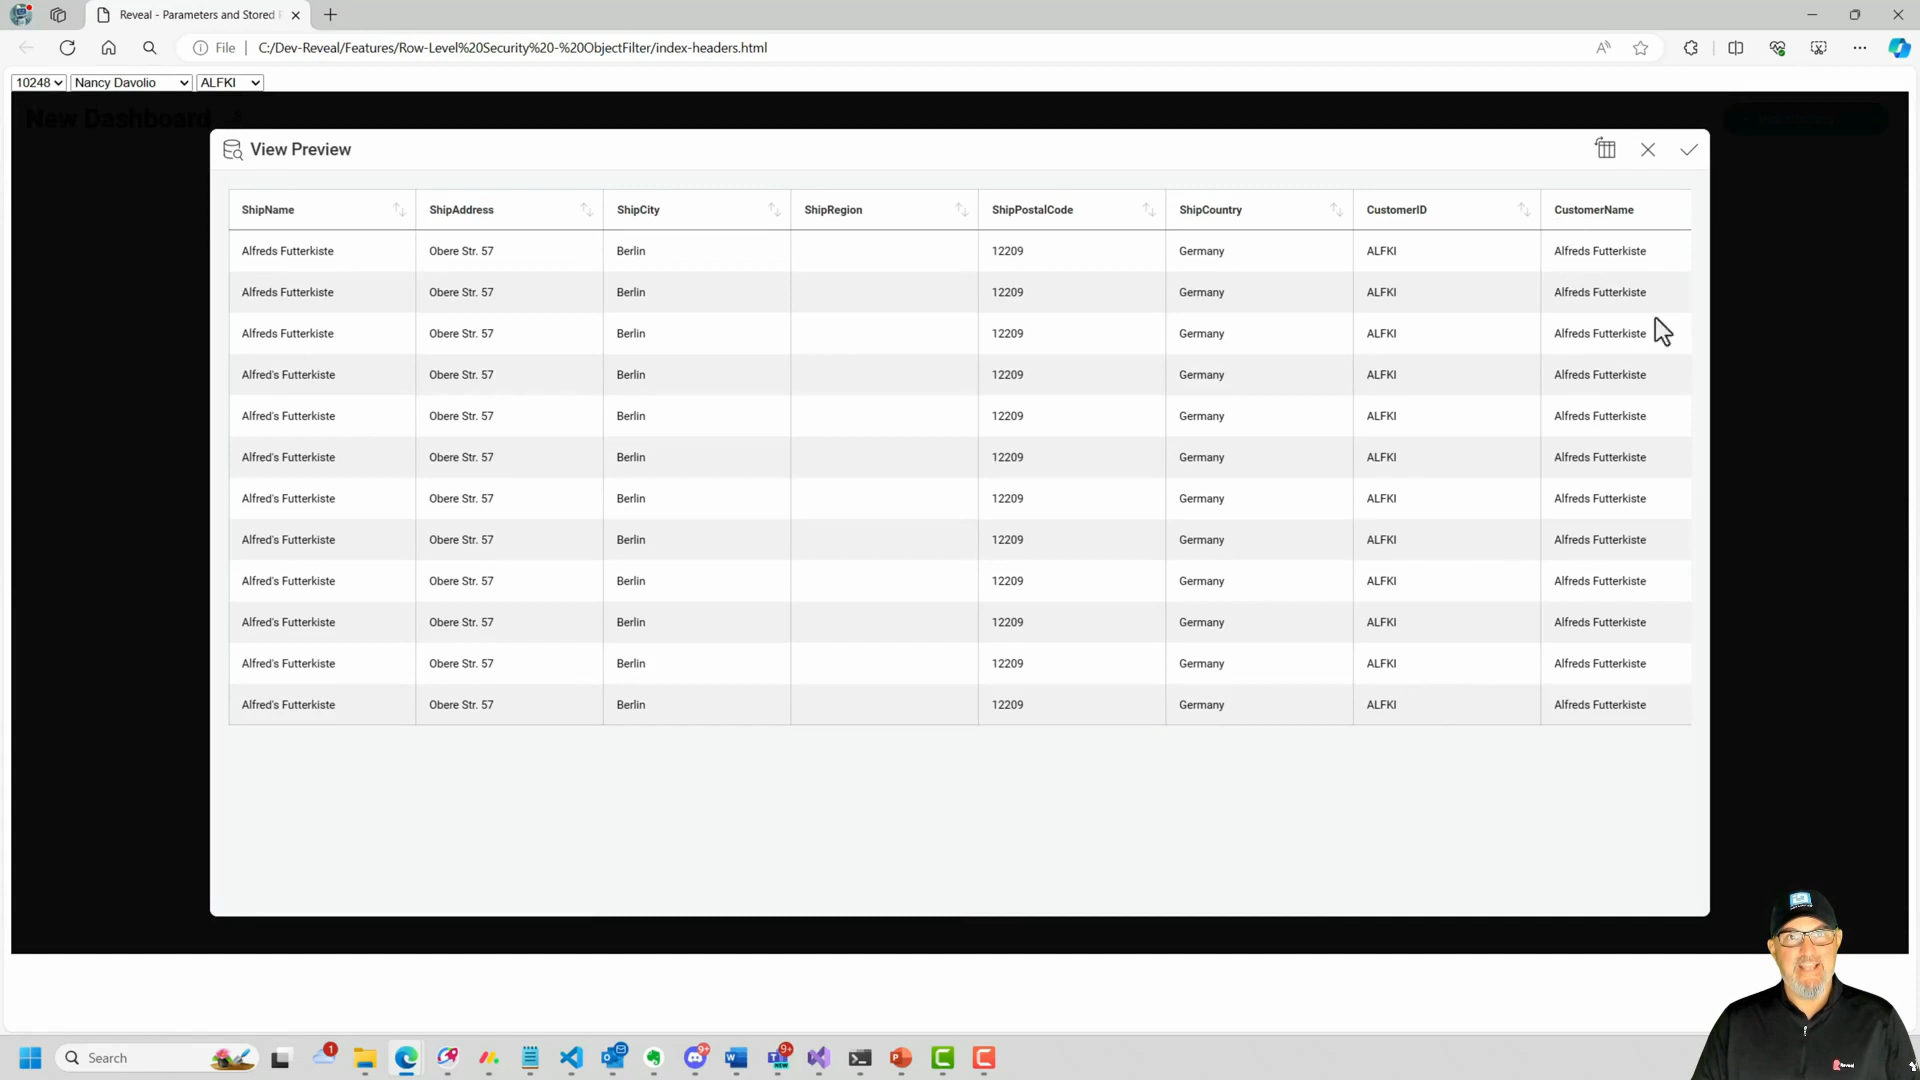 Reveal - Parameters and Stored
File C:/Dev-Reveal/Features/Row-Level%20Security%20-%20ObjectFilter/index-headers.html
10248 Nancy Davolio ALFKI
New Dashboard
View Preview
ShipName ShipAddress ShipCity ShipRegion ShipPostalCode ShipCountry CustomerID CustomerName
Alfreds Futterkiste Obere Str. 57 Berlin 12209 Germany ALFKI Alfreds Futterkiste
Alfreds Futterkiste Obere Str. 57 Berlin 12209 Germany ALFKI Alfreds Futterkiste
Alfreds Futterkiste Obere Str. 57 Berlin 12209 Germany ALFKI Alfreds Futterkiste
Alfred's Futterkiste Obere Str. 57 Berlin 12209 Germany ALFKI Alfreds Futterkiste
Alfred's Futterkiste Obere Str. 57 Berlin 12209 Germany ALFKI Alfreds Futterkiste
Alfred's Futterkiste Obere Str. 57 Berlin 12209 Germany ALFKI Alfreds Futterkiste
Alfred's Futterkiste Obere Str. 57 Berlin 12209 Germany ALFKI Alfreds Futterkiste
Alfred's Futterkiste Obere Str. 57 Berlin 12209 Germany ALFKI Alfreds Futterkiste
Alfred's Futterkiste Obere Str. 57 Berlin 12209 Germany ALFKI Alfreds Futterkiste
Alfred's Futterkiste Obere Str. 57 Berlin 12209 Germany ALFKI Alfreds Futterkiste
Alfred's Futterkiste Obere Str. 57 Berlin 12209 Germany ALFKI Alfreds Futterkiste
Alfred's Futterkiste Obere Str. 57 Berlin 12209 Germany ALFKI Alfreds Futterkiste
Reveal
Search 1 9+ 9+ NEW